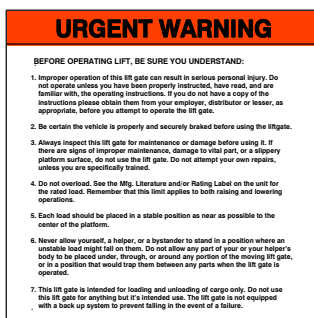 URGENT WARNING
BEFORE OPERATING LIFT, BE SURE YOU UNDERSTAND:
1. Improper operation of this lift gate can result in serious personal injury. Do
not operate unless you have been properly instructed, have read, and are
familiar with, the operating instructions. If you do not have a copy of the
instructions please obtain them from your employer, distributor or lesser, as
appropriate, before you attempt to operate the lift gate.
2. Be certain the vehicle is properly and securely braked before using the liftgate.
3. Always inspect this lift gate for maintenance or damage before using it. If
there are signs of improper maintenance, damage to vital part, or a slippery
platform surface, do not use the lift gate. Do not attempt your own repairs,
unless you are specifically trained.
4. Do not overload. See the Mfg. Literature and/or Rating Label on the unit for
the rated load. Remember that this limit applies to both raising and lowering
operations.
5. Each load should be placed in a stable position as near as possible to the
center of the platform.
6. Never allow yourself, a helper, or a bystander to stand in a position where an
unstable load might fall on them. Do not allow any part of your or your helper's
body to be placed under, through, or around any portion of the moving lift gate,
or in a position that would trap them between any parts when the lift gate is
operated.
7. This lift gate is intended for loading and unloading of cargo only. Do not use
this lift gate for anything but it's intended use. The lift gate is not equipped
with a back up system to prevent falling in the event of a failure.